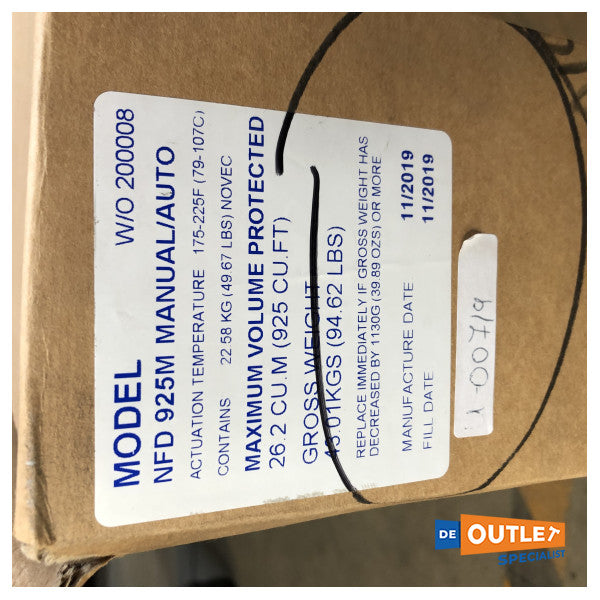 W/O 200008
MODEL
NFD 925M MANUAL/AUTO
ACTUATION TEMPERATURE 175-225F (79-107C)
CONTAINS 22 58 KG (49.67 LBS) NOVEC
MAXIMUM VOLUME PROTECTED
26.2 CU.M (925 CU.FT)
GROSS WEIGHT
43.01KGS (94.62 LBS)
REPLACE IMMEDIATELY IF GROSS WEIGHT HAS
DECREASED BY 1130G (39 89 OZS) OR MORE
MANUFACTURE DATE 11/2019
FILL DATE 11/2019
-00719
DE OUTLET
SPECIALIST